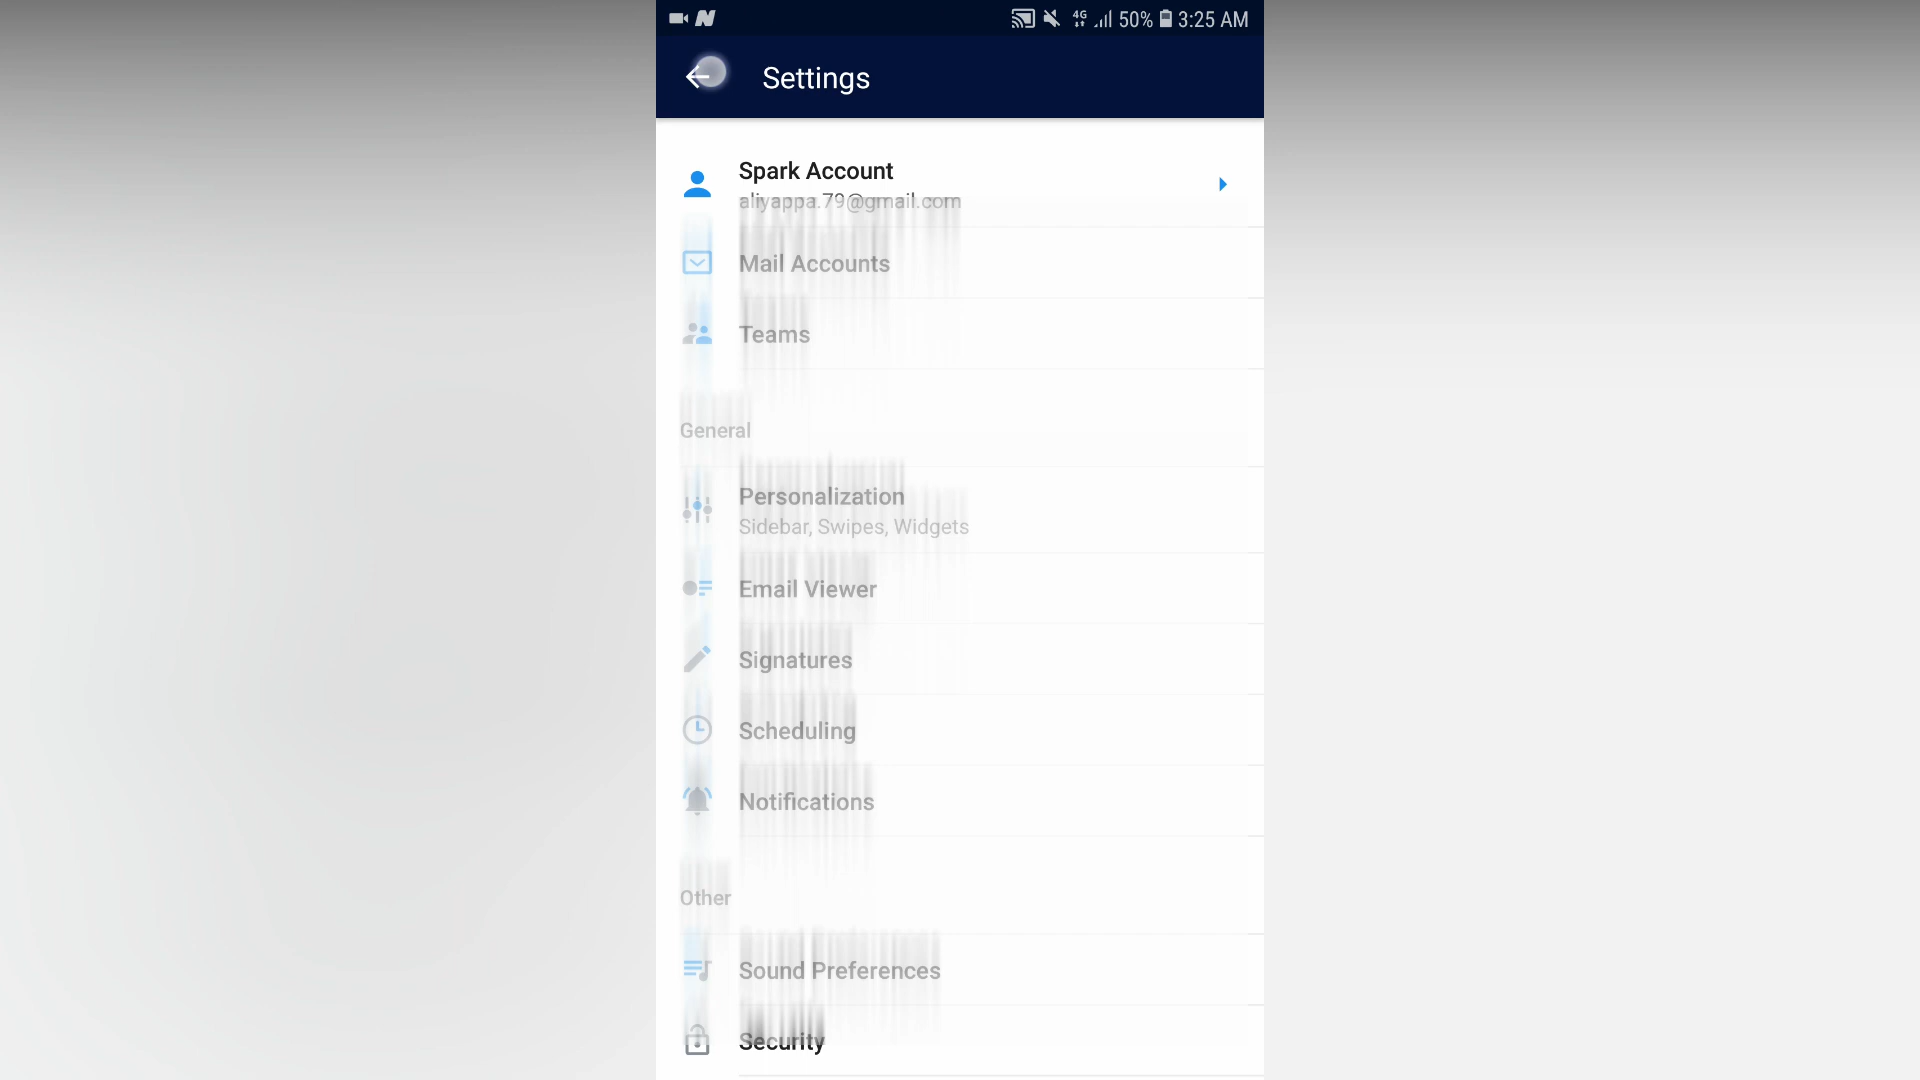 4G 50% 3:25 AM
Settings
Spark Account
aliyappa.79@gmail.com
Mail Accounts
Teams
General
Personalization
Sidebar, Swipes, Widgets
Email Viewer
Signatures
Scheduling
Notifications
Other
Sound Preferences
Security